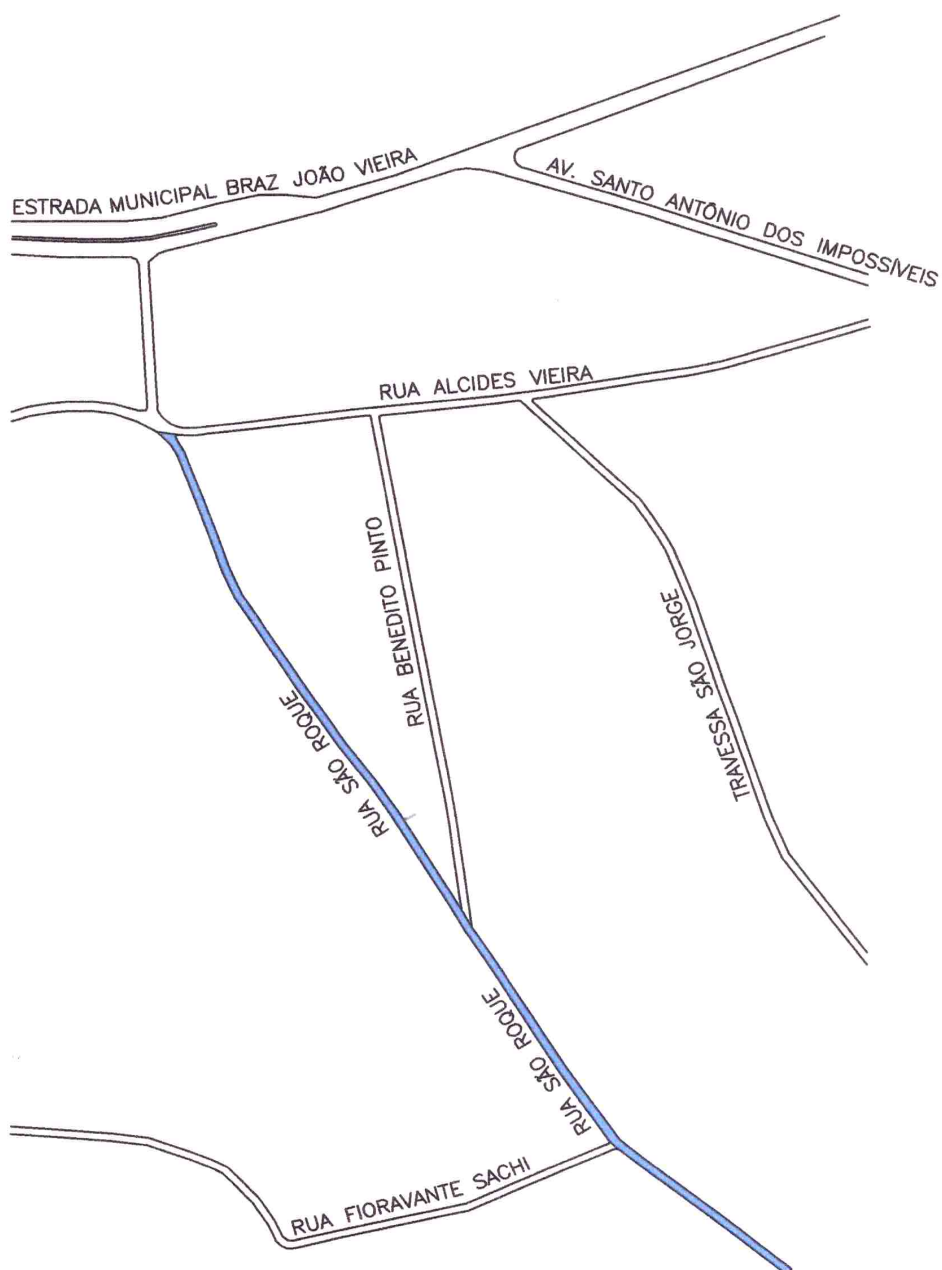 ESTRADA MUNICIPAL BRAZ JOÃO VIEIRA
AV. SANTO ANTÔNIO DOS IMPOSSÍVEIS
RUA ALCIDES VIEIRA
RUA BENEDITO PINTO
TRAVESSA SÃO JORGE
RUA SÃO ROQUE
RUA SÃO ROQUE
RUA FIORAVANTE SACHI